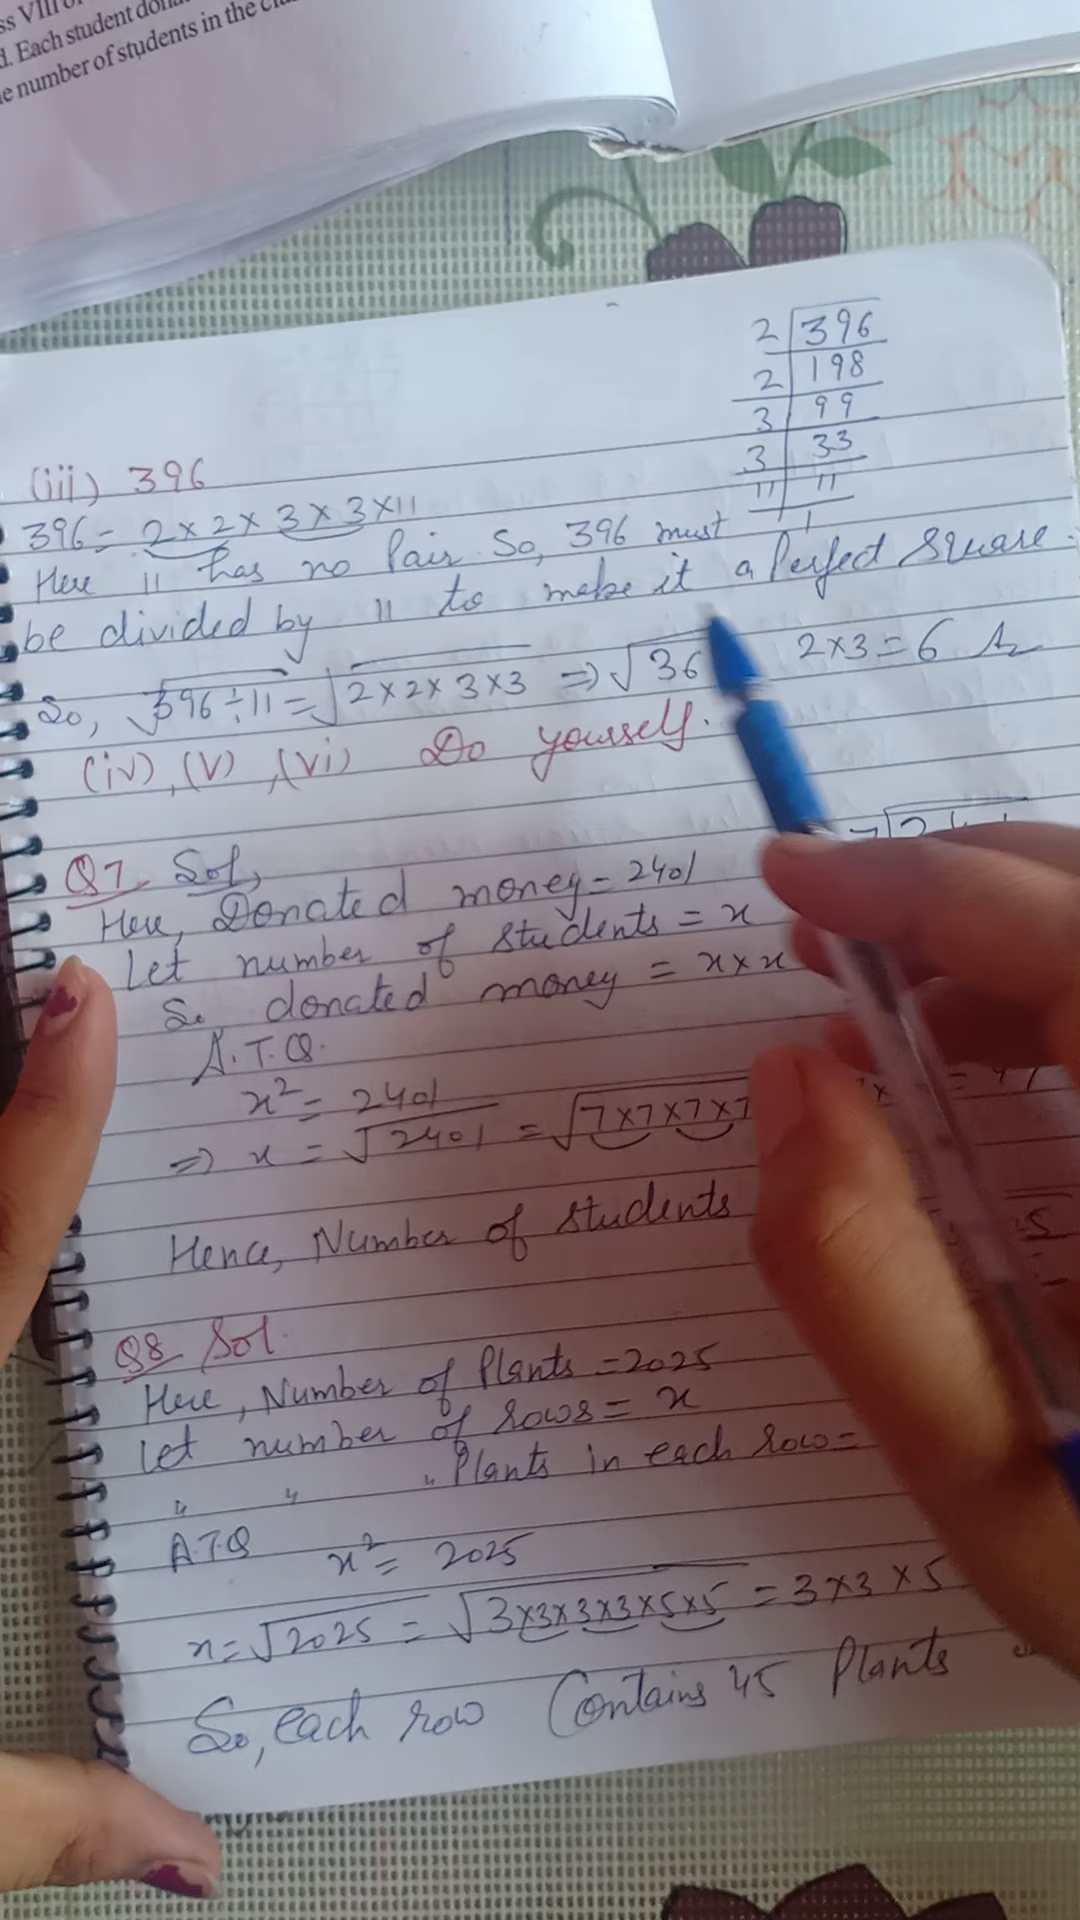 ss VIII
d. Each student
e number of students in the
2 396
2 198
3 99
3 33
11 11
1
(iii) 396
396 = 2×2×3×3×11
Here 11 has no Pair So, 396 must
be divided by 11 to make it a Perfect Square.
So, √396÷11 = √2×2×3×3 => √36 2×3=6
(iv), (v), (vi) Do yourself.
Q7 Sol,
Here, Donated money = 2401
Let number of students = x
So donated money = x×x
A.T.Q.
x² = 2401
=> x = √2401 = √7×7×7×7
Hence, Number of students
Q8 Sol.
Here, Number of Plants = 2025
Let number of rows = x
" " " Plants in each row =
A.T.Q x² = 2025
x = √2025 = √3×3×3×3×5×5 = 3×3×5
So, each row Contains 45 Plants